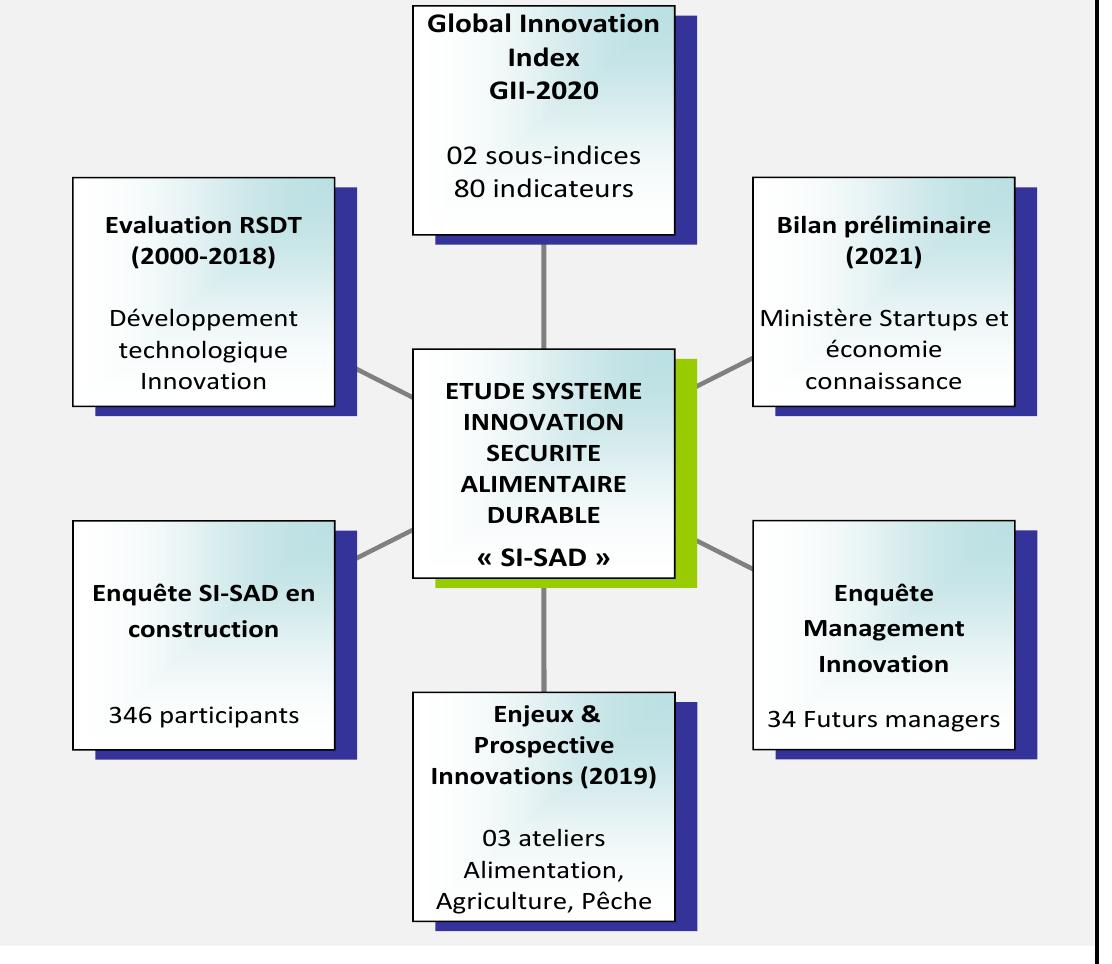 Global Innovation
Index
GII-2020
02 sous-indices
80 indicateurs
Evaluation RSDT
(2000-2018)
Développement
technologique
Innovation
Bilan préliminaire
(2021)
Ministère Startups et
économie
connaissance
ETUDE SYSTEME
INNOVATION
SECURITE
ALIMENTAIRE
DURABLE
« SI-SAD »
Enquête SI-SAD en
construction
346 participants
Enquête
Management
Innovation
34 Futurs managers
Enjeux &
Prospective
Innovations (2019)
03 ateliers
Alimentation,
Agriculture, Pêche